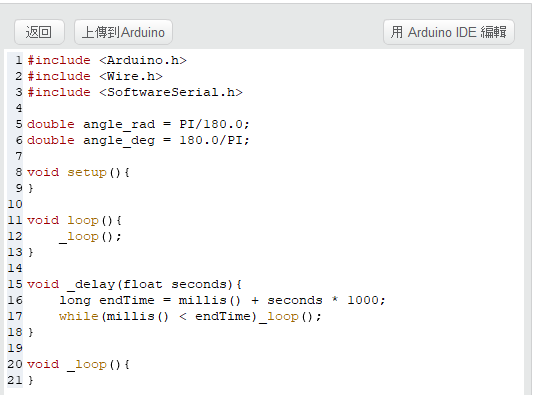 返回 上傳到Arduino 用 Arduino IDE 編輯
1 #include <Arduino.h>
2 #include <Wire.h>
3 #include <SoftwareSerial.h>
4
5 double angle_rad = PI/180.0;
6 double angle_deg = 180.0/PI;
7
8 void setup(){
9 }
10
11 void loop(){
12     _loop();
13 }
14
15 void _delay(float seconds){
16     long endTime = millis() + seconds * 1000;
17     while(millis() < endTime)_loop();
18 }
19
20 void _loop(){
21 }